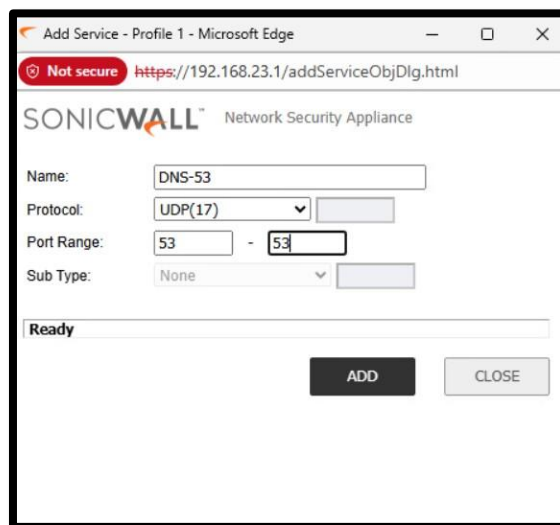 Add Service - Profile 1 - Microsoft Edge
Not secure https://192.168.23.1/addServiceObjDlg.html
SONICWALL™ Network Security Appliance
Name: DNS-53
Protocol: UDP(17)
Port Range: 53 - 53
Sub Type: None
Ready
ADD CLOSE